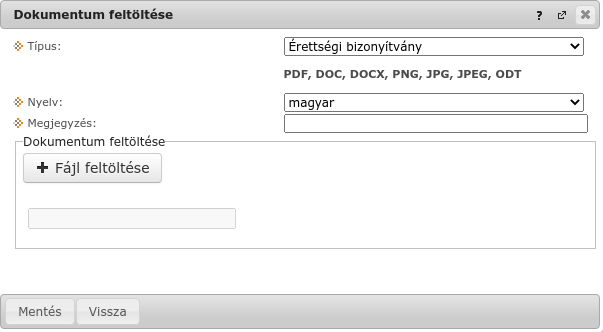 Dokumentum feltöltése ?
Típus: Érettségi bizonyítvány
PDF, DOC, DOCX, PNG, JPG, JPEG, ODT
Nyelv: magyar
Megjegyzés:
Dokumentum feltöltése
+ Fájl feltöltése
Mentés Vissza